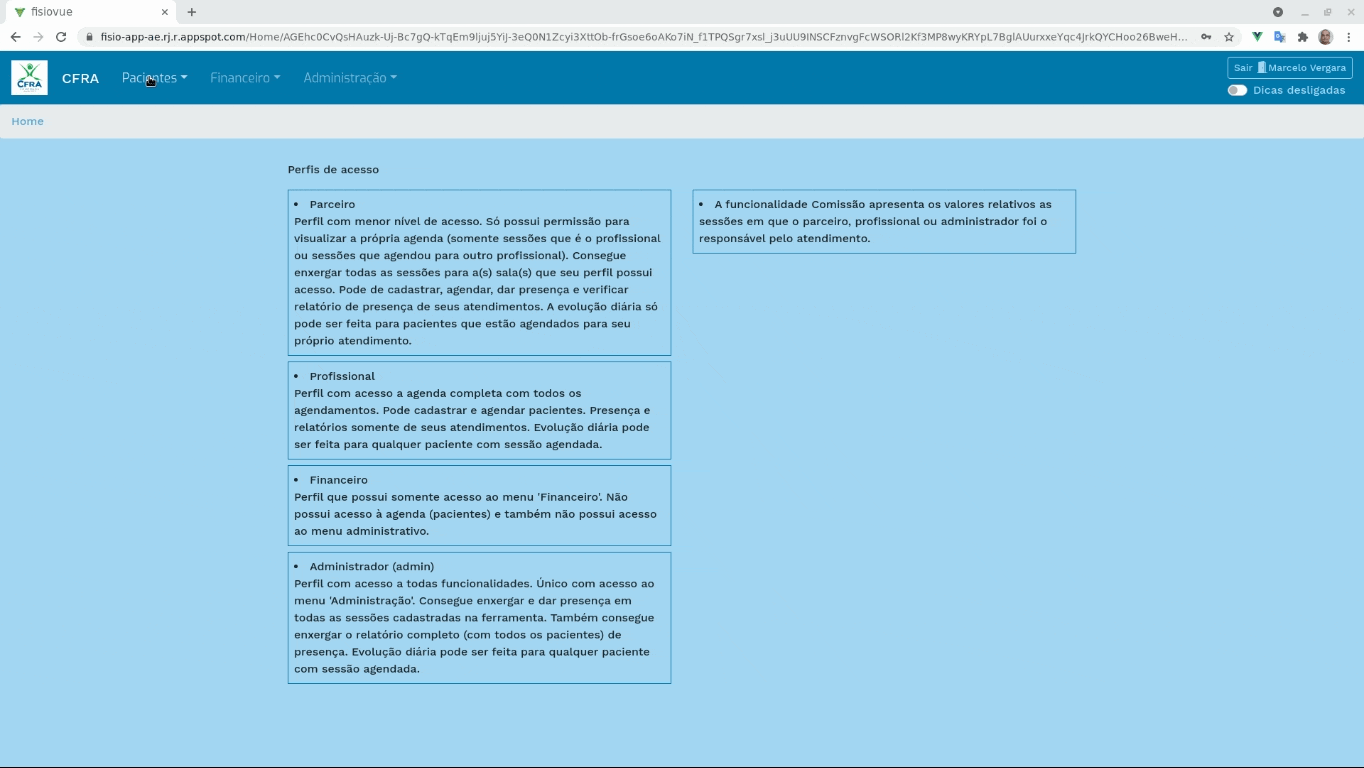 fisiovue
fisio-app-ae.rj.r.appspot.com/Home/
CFRA
CFRA
Pacientes
Financeiro
Administração
Sair
Marcelo Vergara
Dicas desligadas
Home
Perfis de acesso
• Parceiro
Perfil com menor nível de acesso. Só possui permissão para
visualizar a própria agenda (somente sessões que é o profissional
ou sessões que agendou para outro profissional). Consegue
enxergar todas as sessões para a(s) sala(s) que seu perfil possui
acesso. Pode de cadastrar, agendar, dar presença e verificar
relatório de presença de seus atendimentos. A evolução diária só
pode ser feita para pacientes que estão agendados para seu
próprio atendimento.
• Profissional
Perfil com acesso a agenda completa com todos os
agendamentos. Pode cadastrar e agendar pacientes. Presença e
relatórios somente de seus atendimentos. Evolução diária pode
ser feita para qualquer paciente com sessão agendada.
• Financeiro
Perfil que possui somente acesso ao menu 'Financeiro'. Não
possui acesso à agenda (pacientes) e também não possui acesso
ao menu administrativo.
• Administrador (admin)
Perfil com acesso a todas funcionalidades. Único com acesso ao
menu 'Administração'. Consegue enxergar e dar presença em
todas as sessões cadastradas na ferramenta. Também consegue
enxergar o relatório completo (com todos os pacientes) de
presença. Evolução diária pode ser feita para qualquer paciente
com sessão agendada.
• A funcionalidade Comissão apresenta os valores relativos as
sessões em que o parceiro, profissional ou administrador foi o
responsável pelo atendimento.